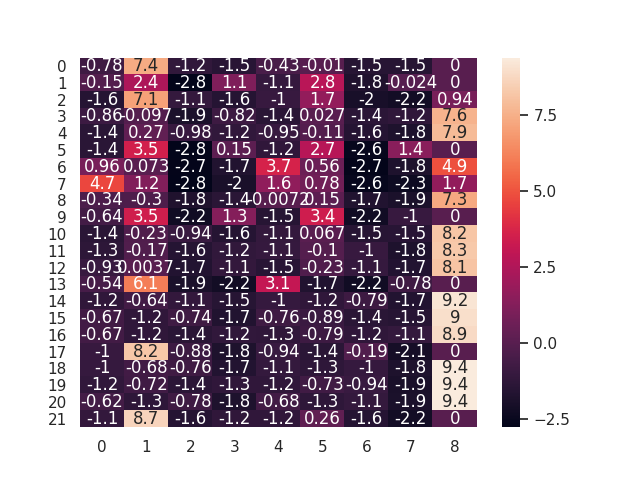 0 -0.78 7.4 -1.2 -1.5 -0.43 -0.01 -1.5 -1.5 0
1 -0.15 2.4 -2.8 1.1 -1.1 2.8 -1.8 -0.024 0
2 -1.6 7.1 -1.1 -1.6 -1 1.7 -2 -2.2 0.94
3 -0.86 -0.097 -1.9 -0.82 -1.4 0.027 -1.4 -1.2 7.6
4 -1.4 0.27 -0.98 -1.2 -0.95 -0.11 -1.6 -1.8 7.9
5 -1.4 3.5 -2.8 0.15 -1.2 2.7 -2.6 1.4 0
6 0.96 0.073 -2.7 -1.7 3.7 0.56 -2.7 -1.8 4.9
7 4.7 1.2 -2.8 -2 1.6 0.78 -2.6 -2.3 1.7
8 -0.34 -0.3 -1.8 -1.4 -0.0072 0.15 -1.7 -1.9 7.3
9 -0.64 3.5 -2.2 1.3 -1.5 3.4 -2.2 -1 0
10 -1.4 -0.23 -0.94 -1.6 -1.1 0.067 -1.5 -1.5 8.2
11 -1.3 -0.17 -1.6 -1.2 -1.1 -0.1 -1 -1.8 8.3
12 -0.93 0.0037 -1.7 -1.1 -1.5 -0.23 -1.1 -1.7 8.1
13 -0.54 6.1 -1.9 -2.2 3.1 -1.7 -2.2 -0.78 0
14 -1.2 -0.64 -1.1 -1.5 -1 -1.2 -0.79 -1.7 9.2
15 -0.67 -1.2 -0.74 -1.7 -0.76 -0.89 -1.4 -1.5 9
16 -0.67 -1.2 -1.4 -1.2 -1.3 -0.79 -1.2 -1.1 8.9
17 -1 8.2 -0.88 -1.8 -0.94 -1.4 -0.19 -2.1 0
18 -1 -0.68 -0.76 -1.7 -1.1 -1.3 -1 -1.8 9.4
19 -1.2 -0.72 -1.4 -1.3 -1.2 -0.73 -0.94 -1.9 9.4
20 -0.62 -1.3 -0.78 -1.8 -0.68 -1.3 -1.1 -1.9 9.4
21 -1.1 8.7 -1.6 -1.2 -1.2 0.26 -1.6 -2.2 0
0 1 2 3 4 5 6 7 8
7.5
5.0
2.5
0.0
−2.5